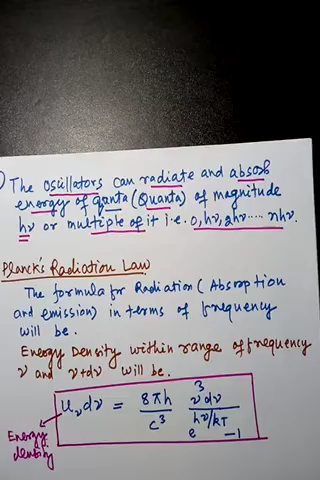 ) The oscillators can radiate and absorb
energy of qanta (Quanta) of magnitude
hν or multiple of it i.e. 0, hν, 2hν ..... nhν.
Planck's Radiation Law
The formula for Radiation (Absorption
and emission) in terms of frequency
will be.
Energy Density within range of frequency
ν and ν+dν will be.
u_ν dν = 8πh/c³ ν³dν/(e^(hν/kT) −1)
Energy
density